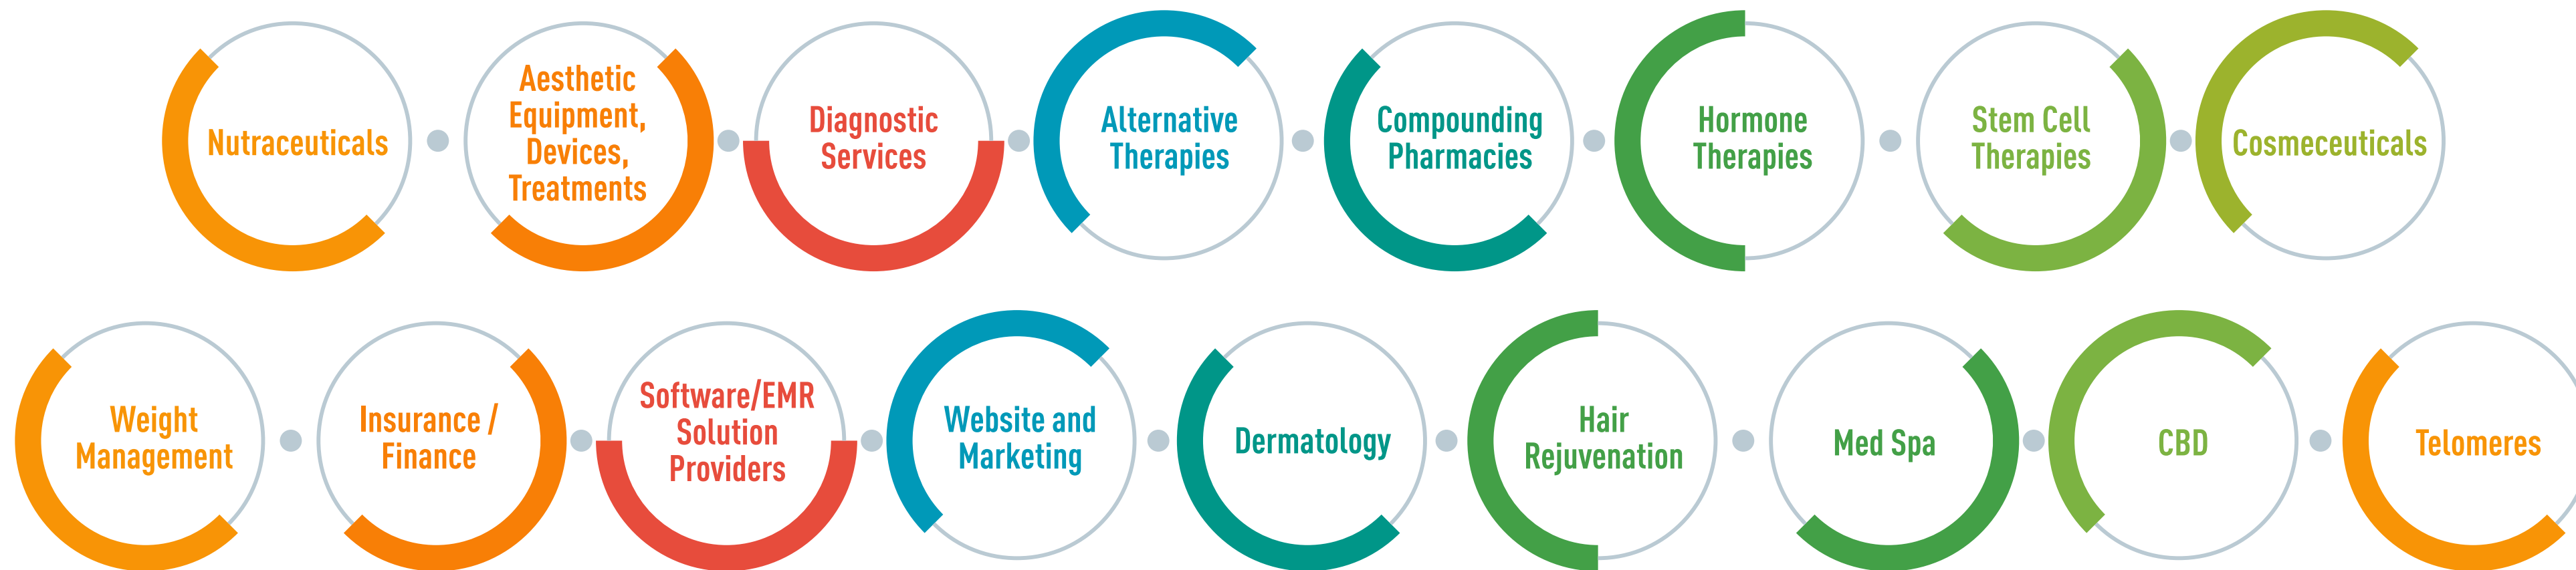 Nutraceuticals
Aesthetic
Equipment,
Devices,
Treatments
Diagnostic
Services
Alternative
Therapies
Compounding
Pharmacies
Hormone
Therapies
Stem Cell
Therapies
Cosmeceuticals
Weight
Management
Insurance /
Finance
Software/EMR
Solution
Providers
Website and
Marketing
Dermatology
Hair
Rejuvenation
Med Spa
CBD
Telomeres